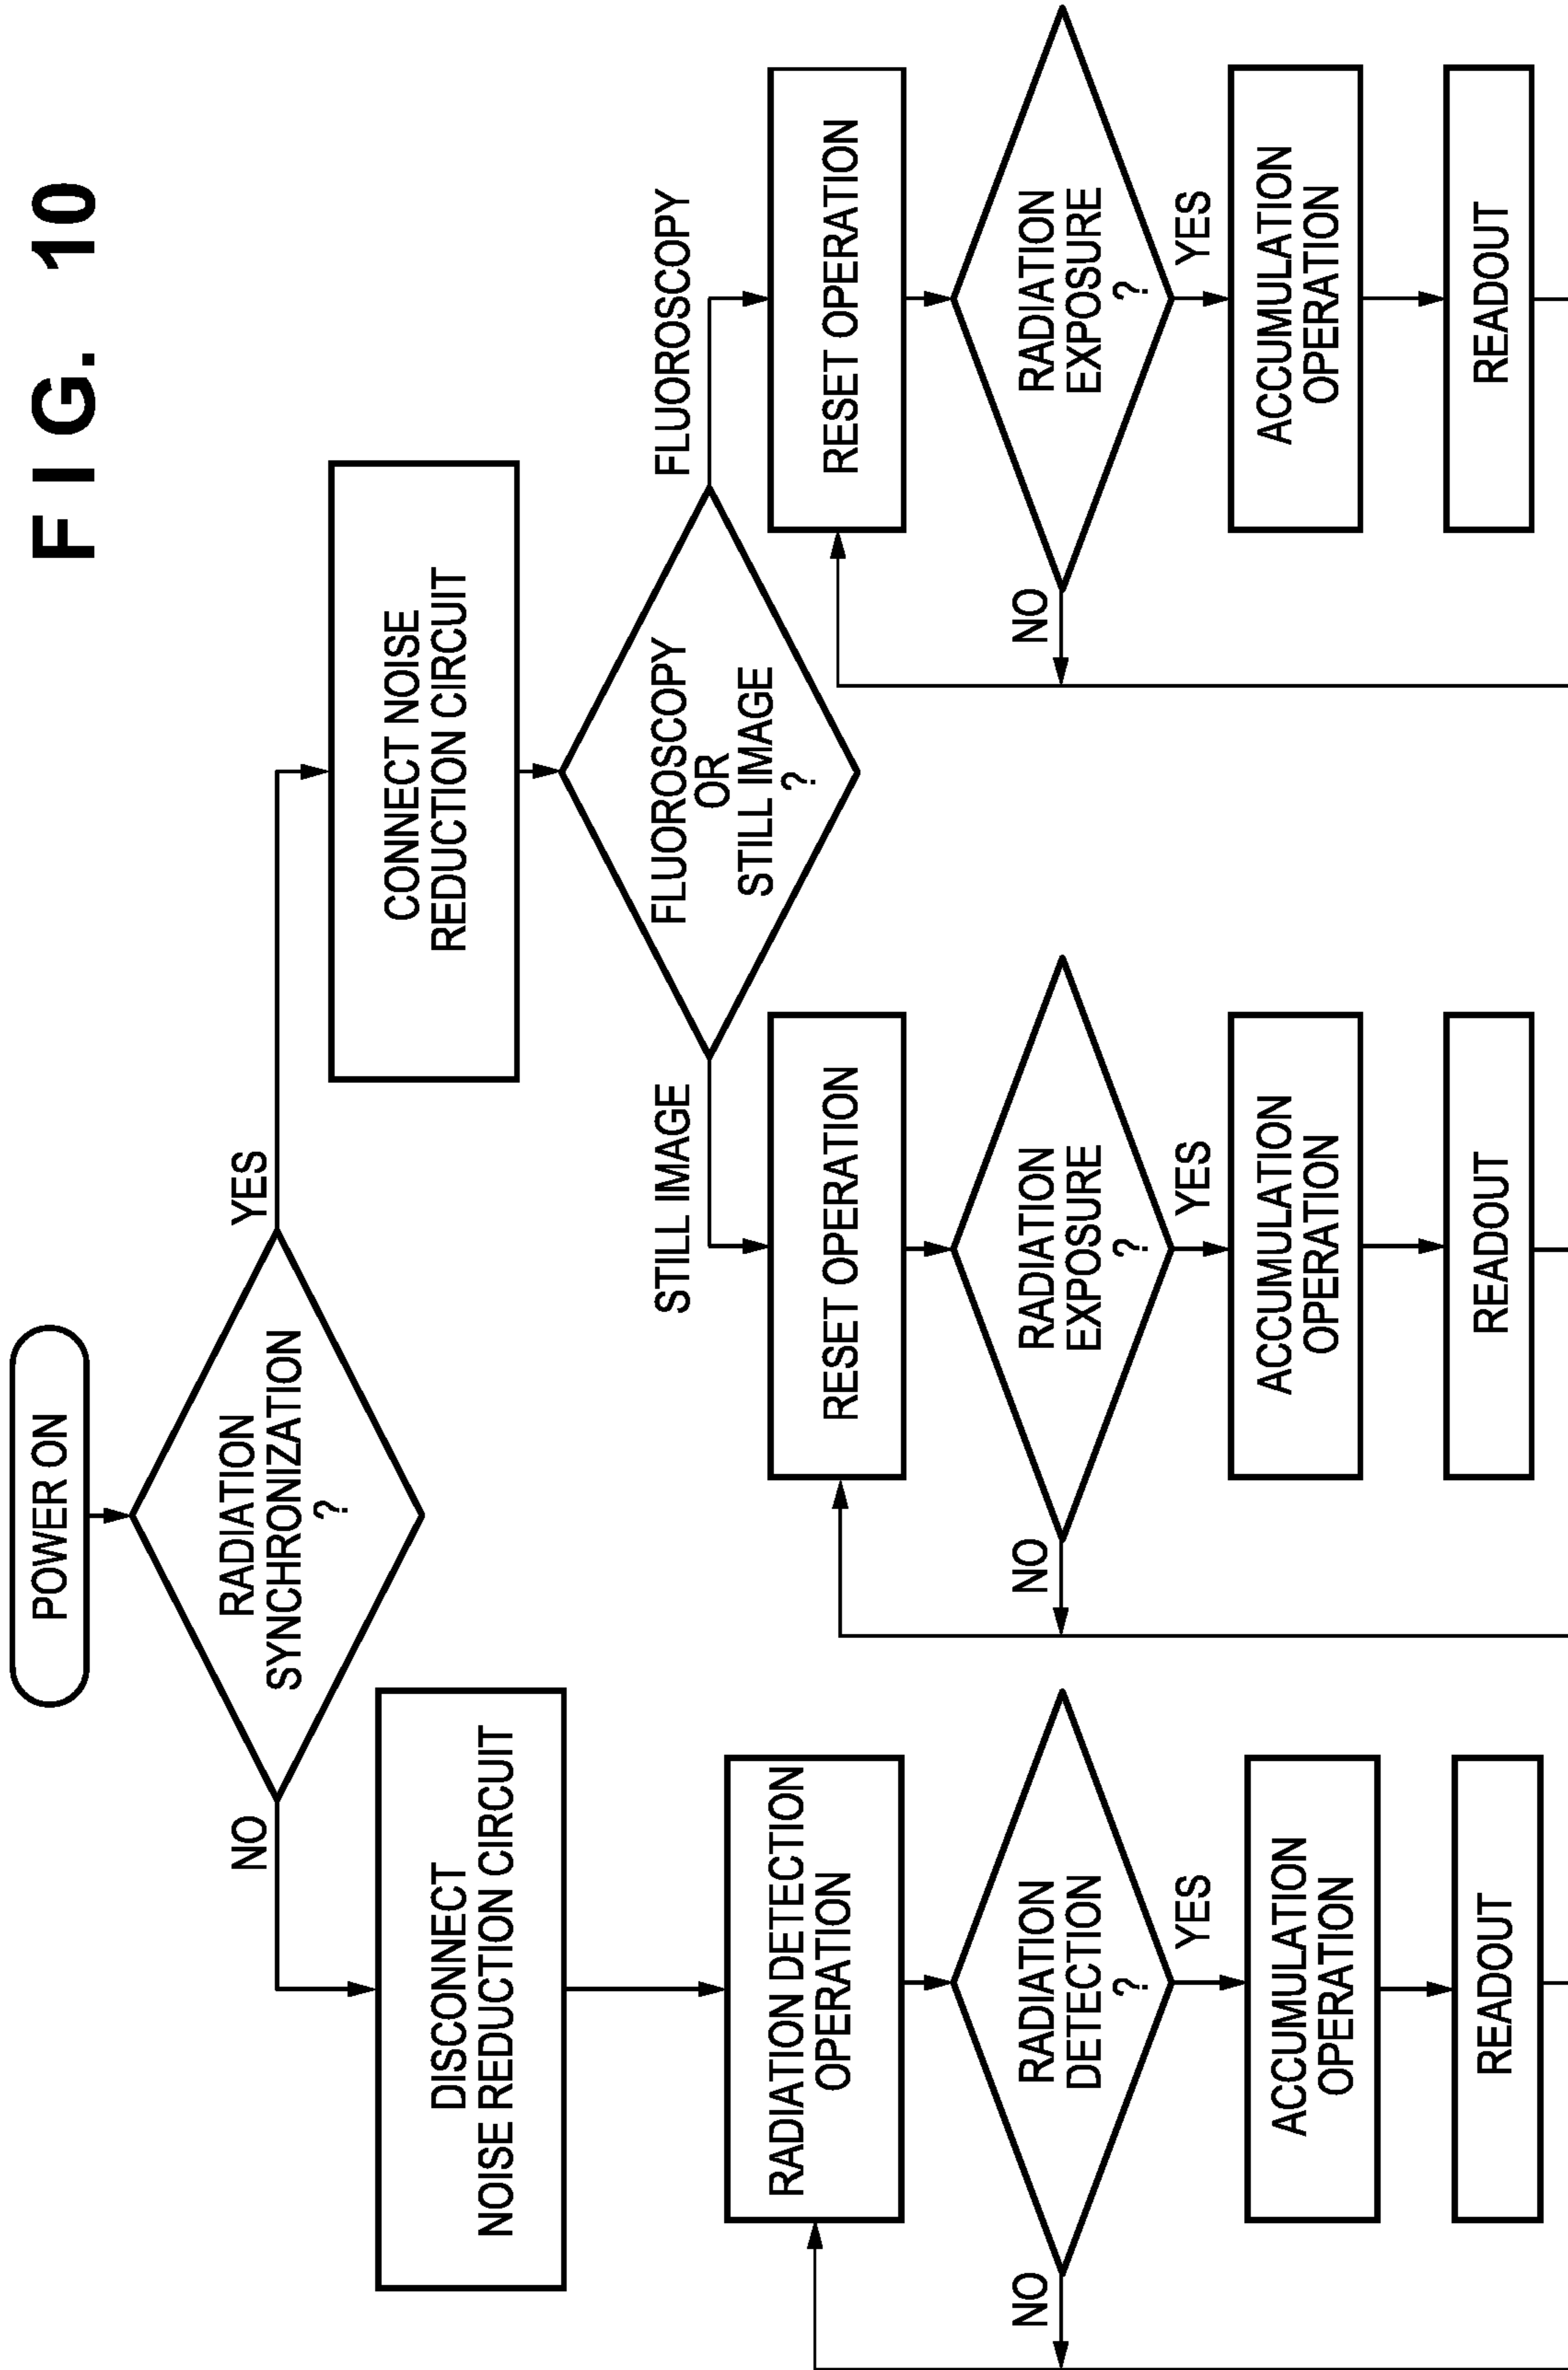 FIG. 10
POWER ON
RADIATION
SYNCHRONIZATION
?
NO
YES
DISCONNECT
NOISE REDUCTION CIRCUIT
CONNECT NOISE
REDUCTION CIRCUIT
FLUOROSCOPY
OR
STILL IMAGE
?
STILL IMAGE
FLUOROSCOPY
RADIATION DETECTION
OPERATION
RADIATION
DETECTION
?
NO
YES
ACCUMULATION
OPERATION
READOUT
RESET OPERATION
RADIATION
EXPOSURE
?
NO
YES
ACCUMULATION
OPERATION
READOUT
RESET OPERATION
RADIATION
EXPOSURE
?
NO
YES
ACCUMULATION
OPERATION
READOUT